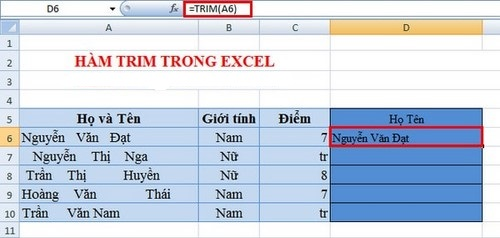 D6 fx =TRIM(A6)
A B C D
1
2 HÀM TRIM TRONG EXCEL
3
4
5 Họ và Tên Giới tính Điểm Họ Tên
6 Nguyễn Văn Đạt Nam 7 Nguyễn Văn Đạt
7 Nguyễn Thị Nga Nữ tr
8 Trần Thị Huyền Nữ 8
9 Hoàng Văn Thái Nam 7
10 Trần Văn Nam Nam tr